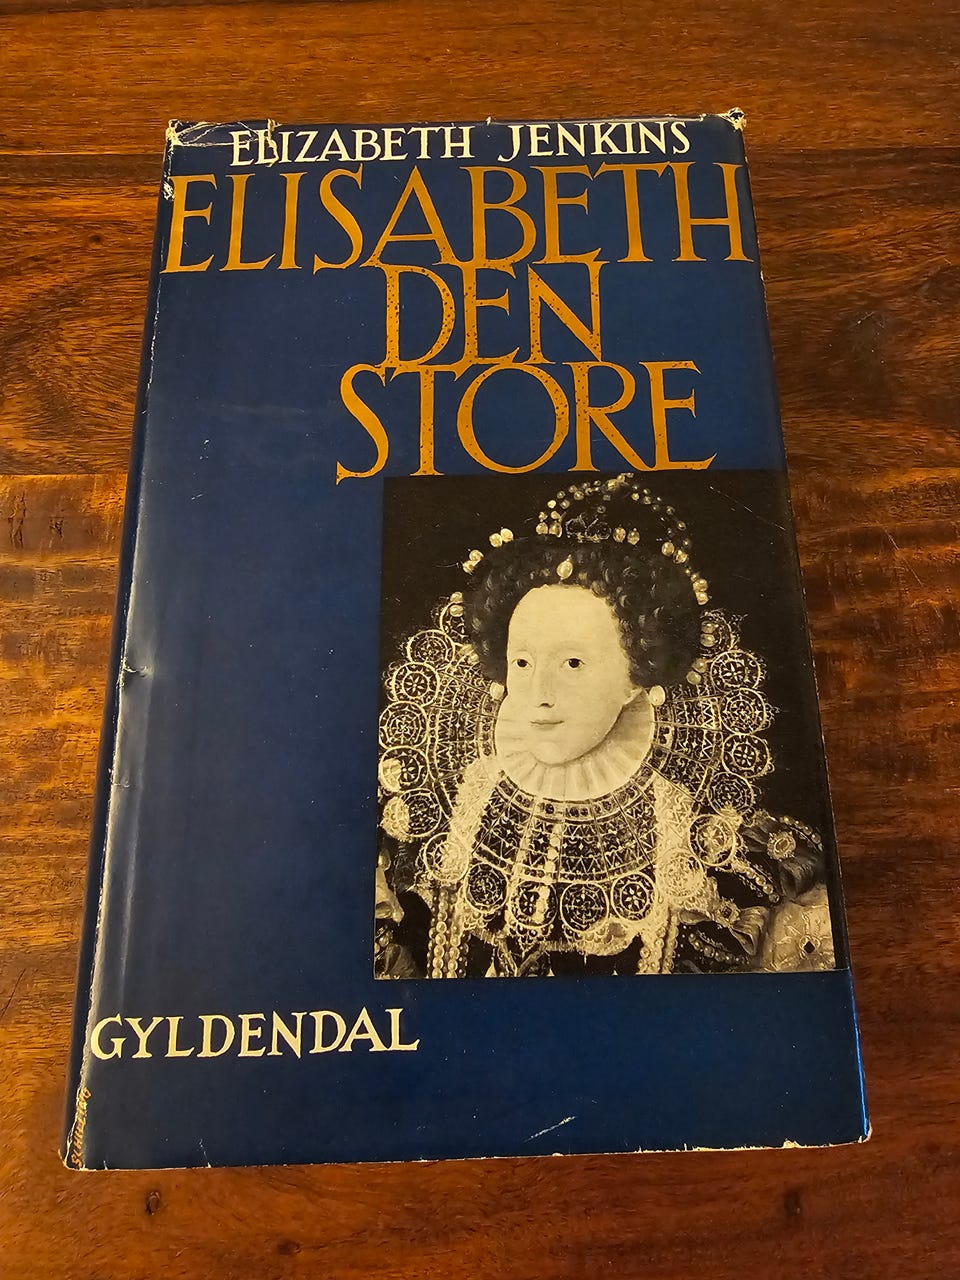 ELIZABETH JENKINS
ELISABETH
DEN
STORE
GYLDENDAL